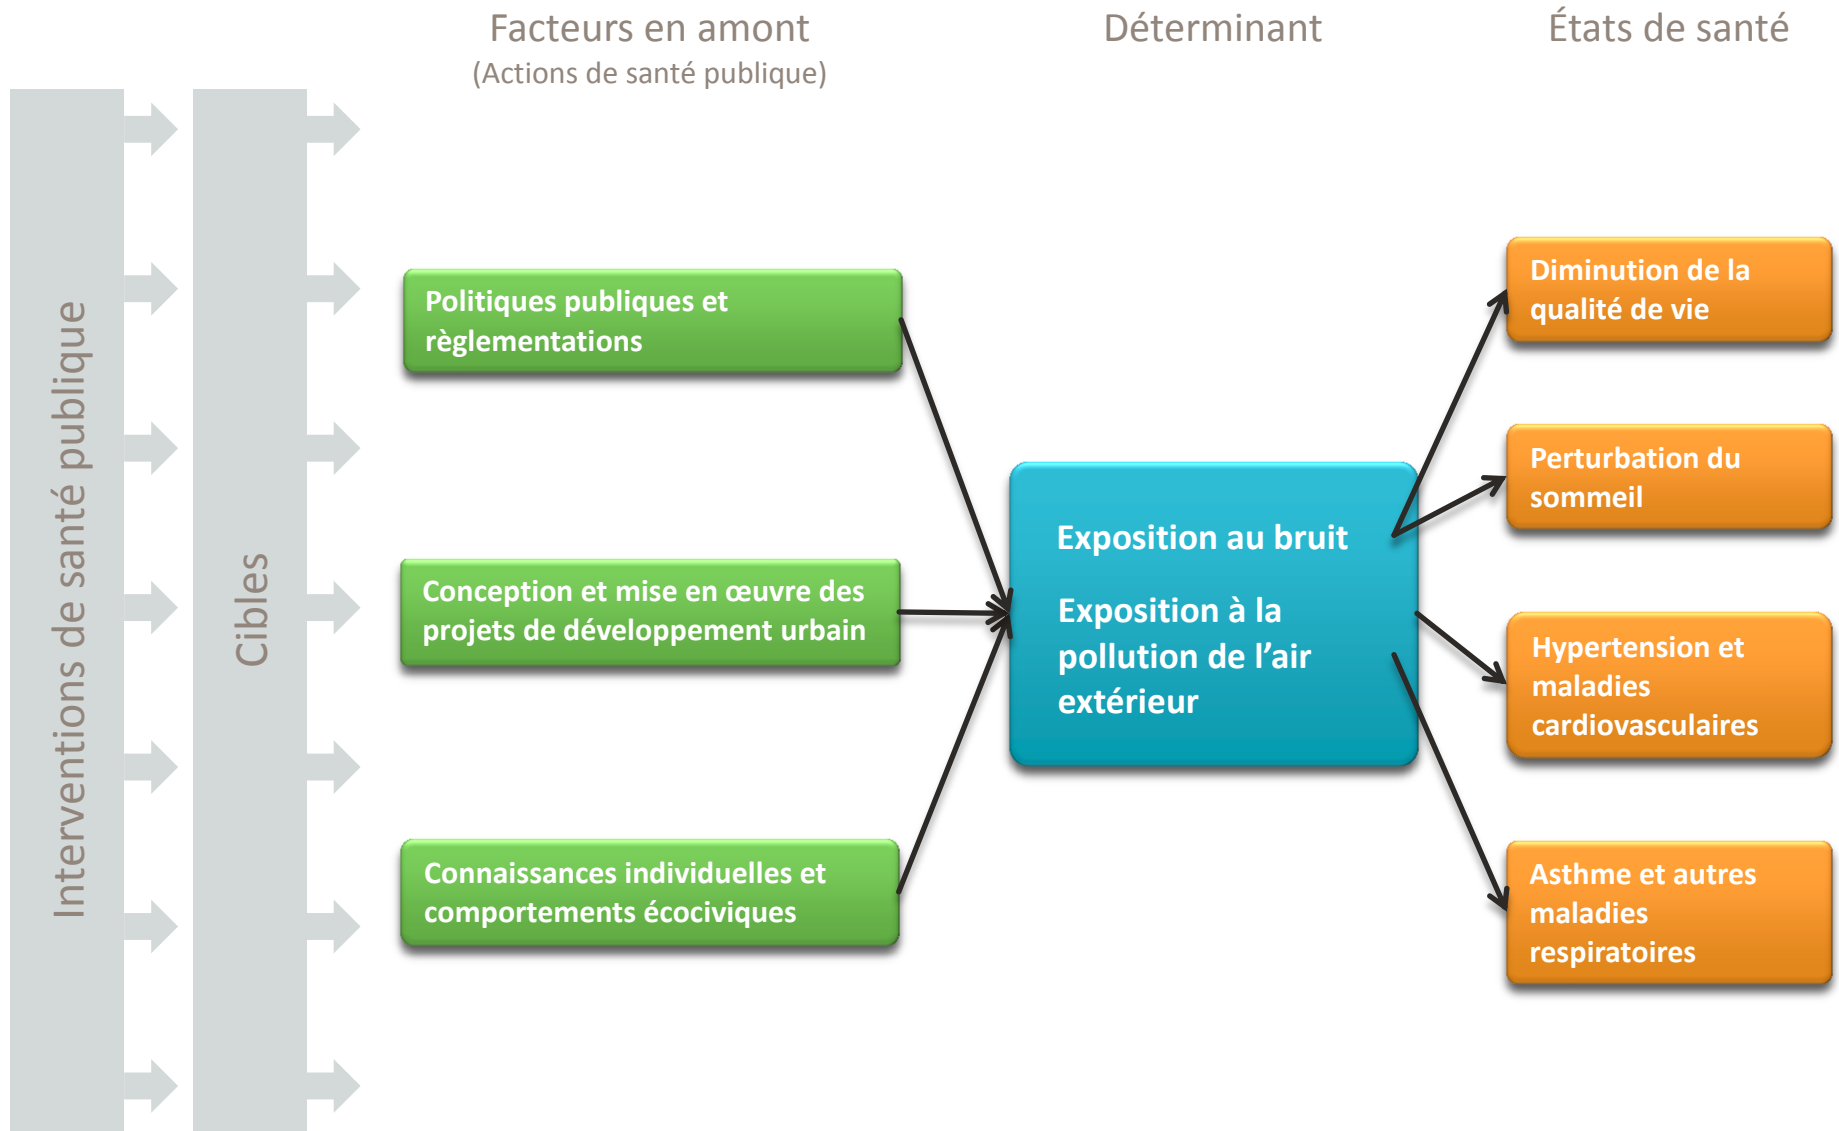 Facteurs en amont
(Actions de santé publique)
Déterminant
États de santé
Interventions de santé publique
Cibles
Politiques publiques et
règlementations
Conception et mise en œuvre des
projets de développement urbain
Connaissances individuelles et
comportements écociviques
Exposition au bruit
Exposition à la
pollution de l’air
extérieur
Diminution de la
qualité de vie
Perturbation du
sommeil
Hypertension et
maladies
cardiovasculaires
Asthme et autres
maladies
respiratoires